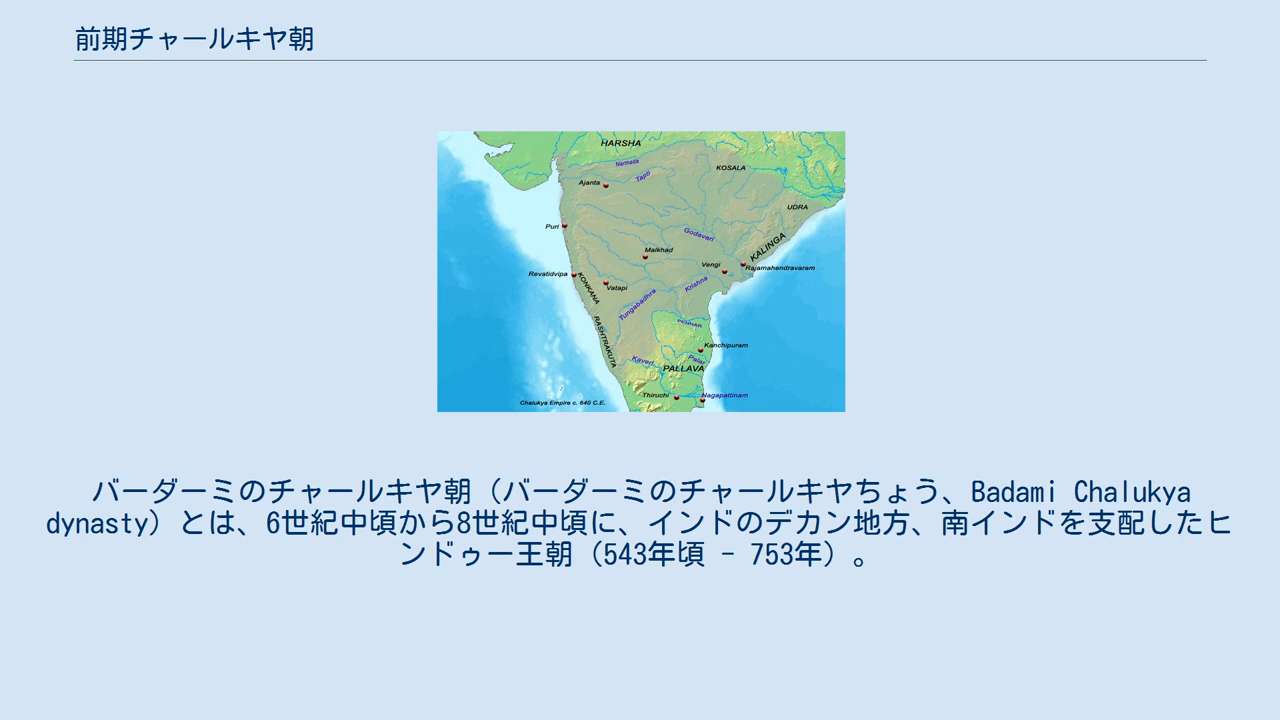 前期チャールキヤ朝
HARSHA
Narmada
KOSALA
Tapti
Ajanta
UDRA
Puri
Godavari
KALINGA
Malkhad
Vengi
Rajamahendravaram
Revatidvipa
KONKANA
Vatapi
Krishna
Tungabadhra
PENNAR
RASHTRAKUTA
Kanchipuram
Kaveri
Palar
PALLAVA
Thiruchi
Nagapattinam
Chalukya Empire c. 640 C.E.
バーダーミのチャールキヤ朝（バーダーミのチャールキヤちょう、Badami Chalukya
dynasty）とは、6世紀中頃から8世紀中頃に、インドのデカン地方、南インドを支配したヒ
ンドゥー王朝（543年頃 - 753年）。